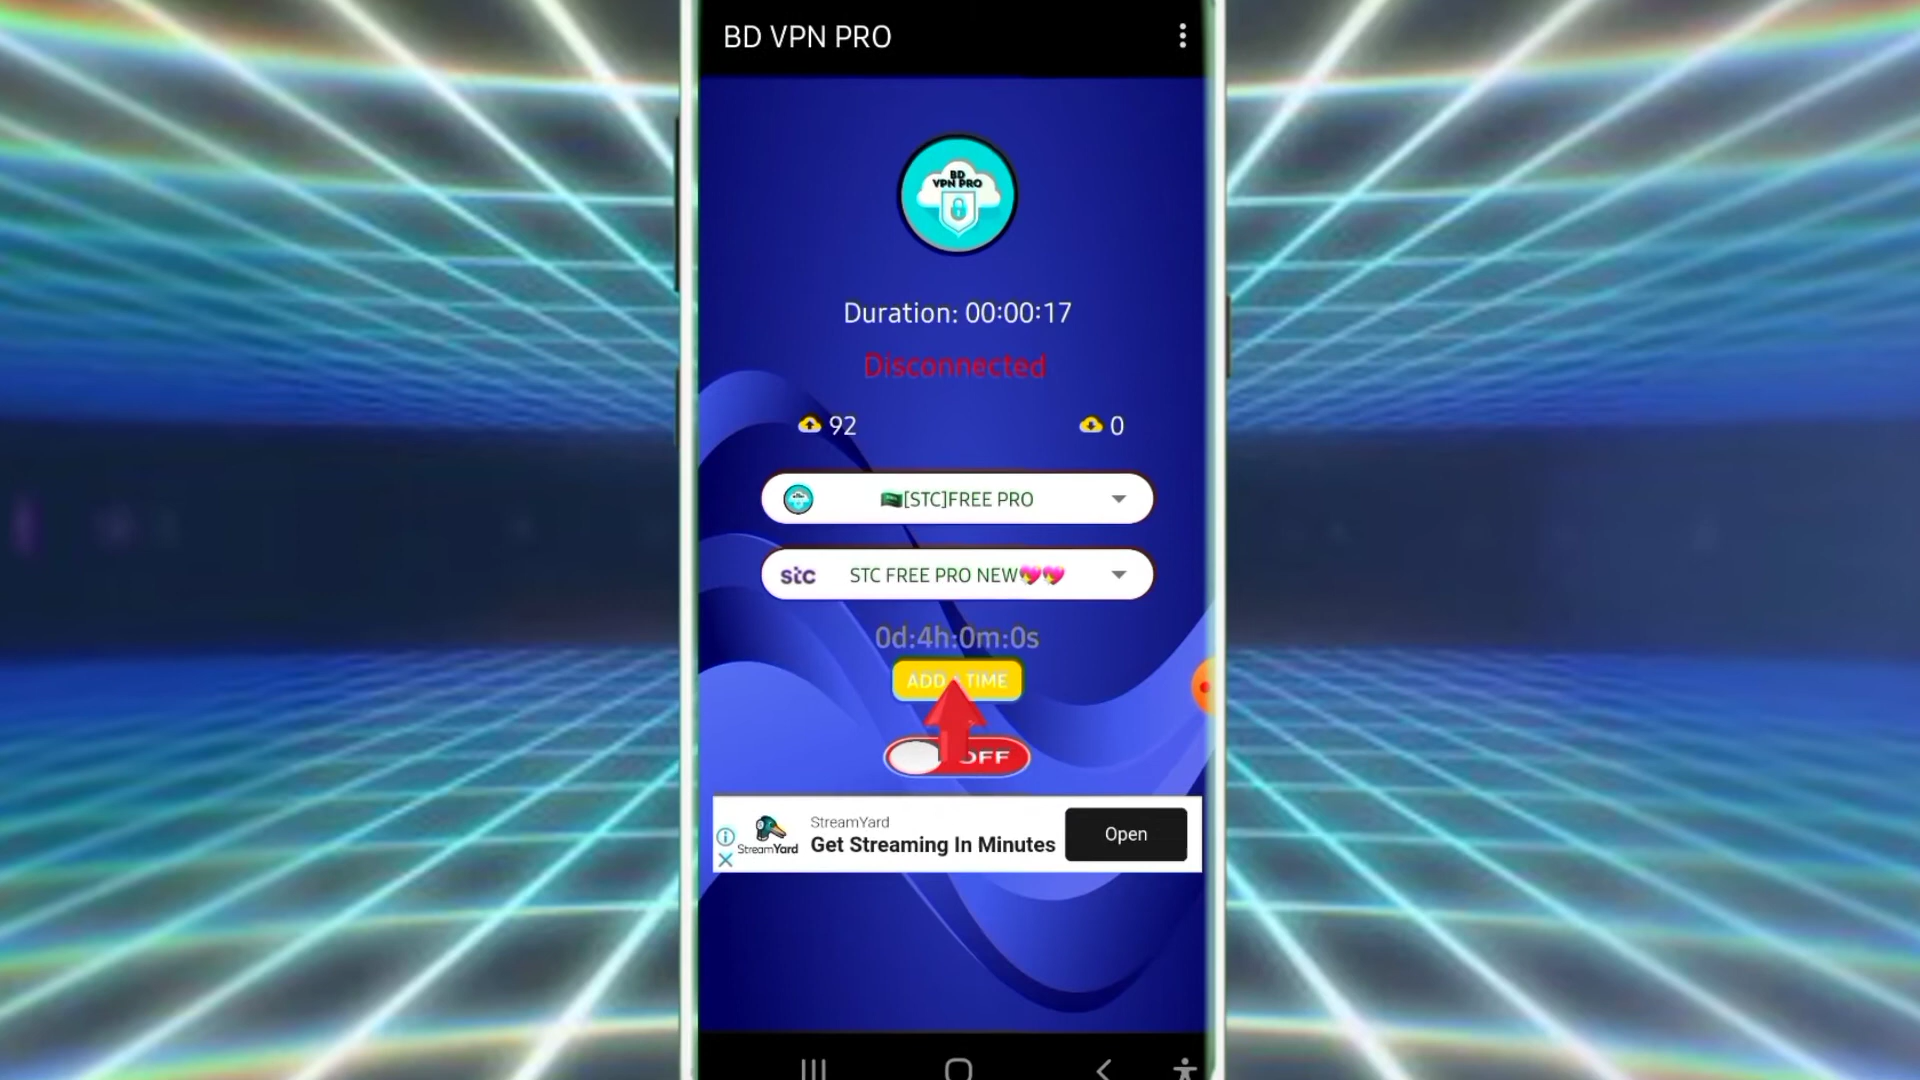 BD VPN PRO
BD
VPN PRO
Duration: 00:00:17
Disconnected
92
0
[STC]FREE PRO
stc
STC FREE PRO NEW💖💖
0d:4h:0m:0s
ADD + TIME
OFF
StreamYard
StreamYard
Get Streaming In Minutes
Open